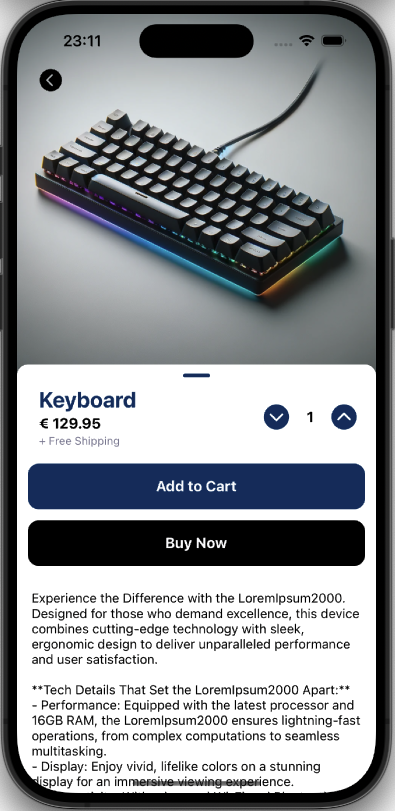 23:11
Keyboard
€ 129.95
+ Free Shipping
1
Add to Cart
Buy Now
Experience the Difference with the LoremIpsum2000.
Designed for those who demand excellence, this device
combines cutting-edge technology with sleek,
ergonomic design to deliver unparalleled performance
and user satisfaction.
**Tech Details That Set the LoremIpsum2000 Apart:**
- Performance: Equipped with the latest processor and
16GB RAM, the LoremIpsum2000 ensures lightning-fast
operations, from complex computations to seamless
multitasking.
- Display: Enjoy vivid, lifelike colors on a stunning
display for an immersive viewing experience.